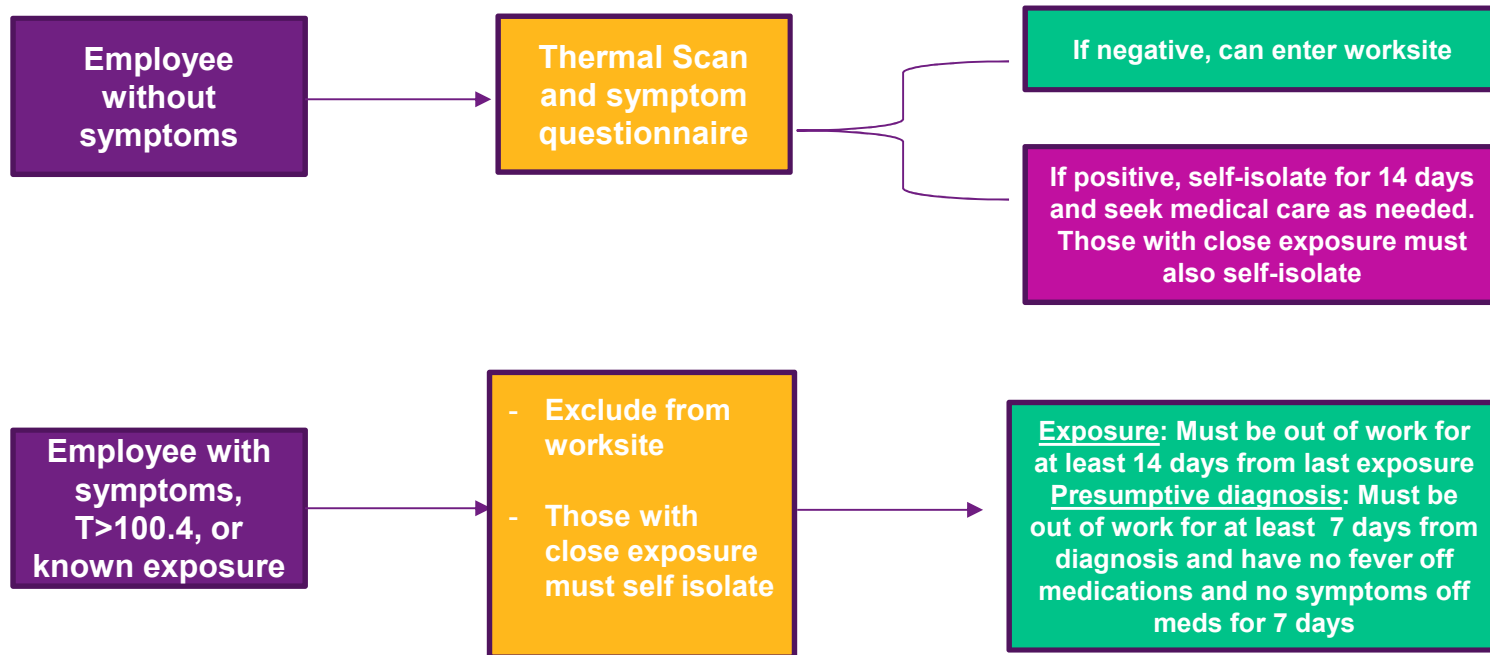 Employee
without
symptoms
Thermal Scan
and symptom
questionnaire
If negative, can enter worksite
If positive, self-isolate for 14 days
and seek medical care as needed.
Those with close exposure must
also self-isolate
Employee with
symptoms,
T>100.4, or
known exposure
- Exclude from
worksite
- Those with
close exposure
must self isolate
Exposure: Must be out of work for
at least 14 days from last exposure
Presumptive diagnosis: Must be
out of work for at least 7 days from
diagnosis and have no fever off
medications and no symptoms off
meds for 7 days